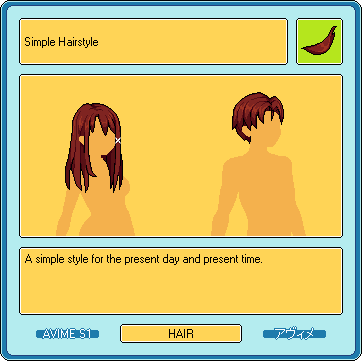 Simple Hairstyle
A simple style for the present day and present time.
AVIME S1
HAIR
アヴィメ